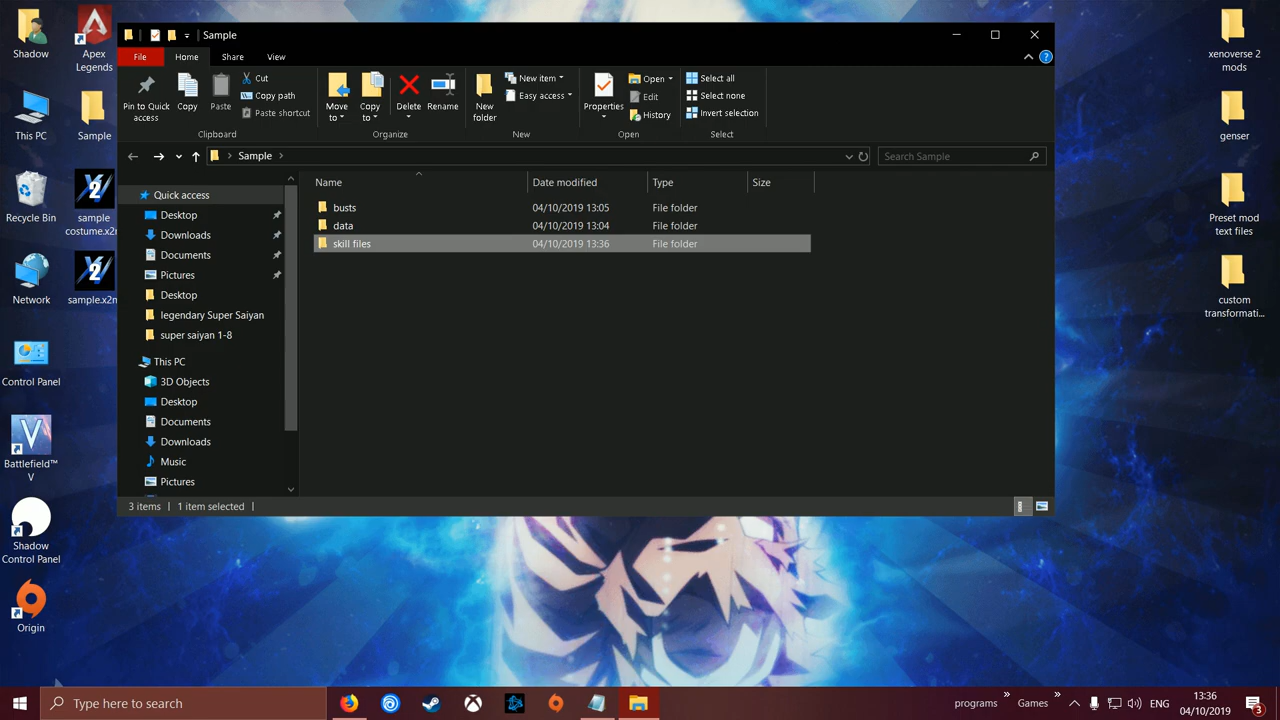 Shadow
Apex
Legends
This PC
Sample
Recycle Bin
sample
costume.x2m
Network
sample.x2m
Control Panel
Battlefield™
V
Shadow
Control Panel
Origin
Sample
File
Home
Share
View
Pin to Quick
access
Copy
Paste
Cut
Copy path
Paste shortcut
Clipboard
Move
to
Copy
to
Delete
Rename
Organize
New
folder
New item
Easy access
New
Properties
Open
Edit
History
Open
Select all
Select none
Invert selection
Select
Sample
Search Sample
Quick access
Desktop
Downloads
Documents
Pictures
Desktop
legendary Super Saiyan
super saiyan 1-8
This PC
3D Objects
Desktop
Documents
Downloads
Music
Pictures
Name Date modified Type Size
busts 04/10/2019 13:05 File folder
data 04/10/2019 13:04 File folder
skill files 04/10/2019 13:36 File folder
3 items 1 item selected
xenoverse 2
mods
genser
Preset mod
text files
custom
transformati...
Type here to search
programs
Games
ENG
13:36
04/10/2019
3